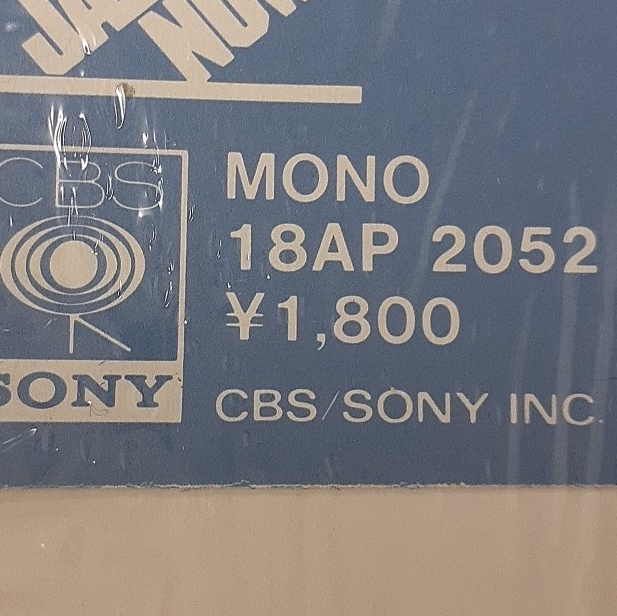 CBS
SONY
MONO
18AP 2052
¥1,800
CBS/SONY INC.